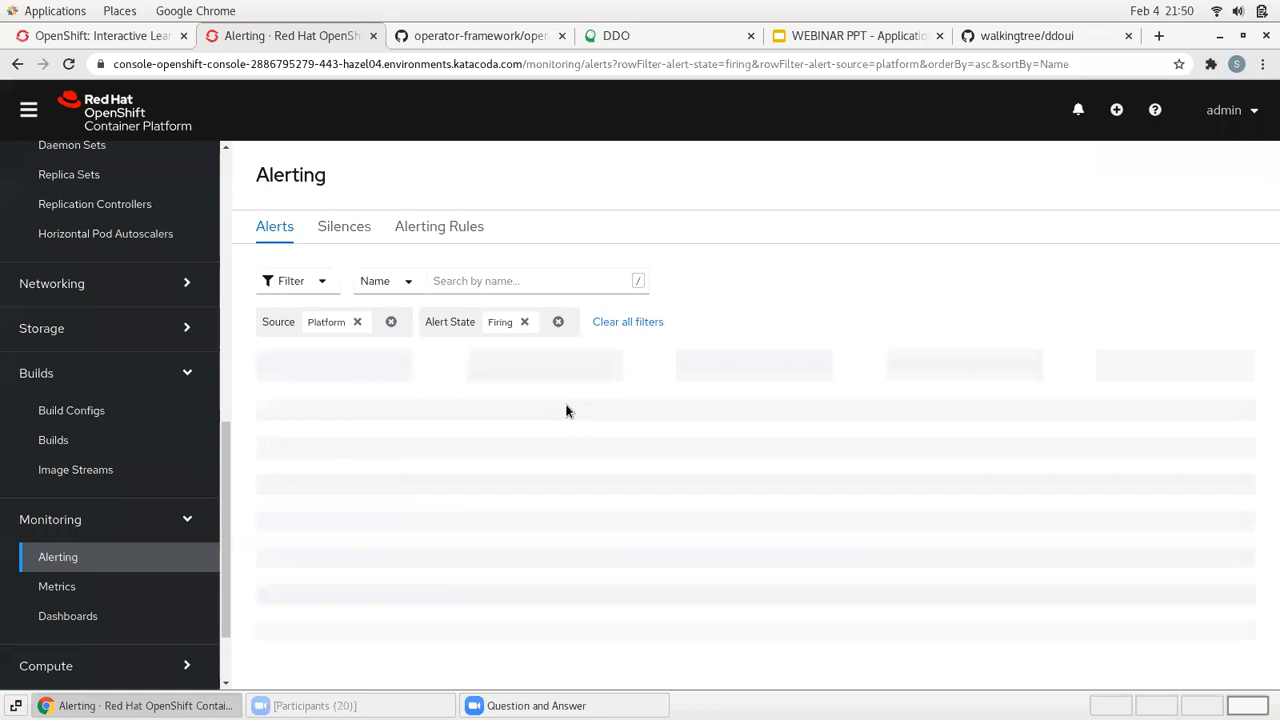 Applications Places Google Chrome Feb 4 21:50
OpenShift: Interactive Lear
Alerting · Red Hat OpenSh
operator-framework/oper
DDO
WEBINAR PPT - Applicatio
walkingtree/ddoui
console-openshift-console-2886795279-443-hazel04.environments.katacoda.com/monitoring/alerts?rowFilter-alert-state=firing&rowFilter-alert-source=platform&orderBy=asc&sortBy=Name
S
Red Hat
OpenShift
Container Platform
admin
Daemon Sets
Replica Sets
Replication Controllers
Horizontal Pod Autoscalers
Networking
Storage
Builds
Build Configs
Builds
Image Streams
Monitoring
Alerting
Metrics
Dashboards
Compute
Alerting
Alerts Silences Alerting Rules
Filter Name Search by name... /
Source Platform Alert State Firing Clear all filters
Alerting · Red Hat OpenShift Contai...
[Participants (20)]
Question and Answer